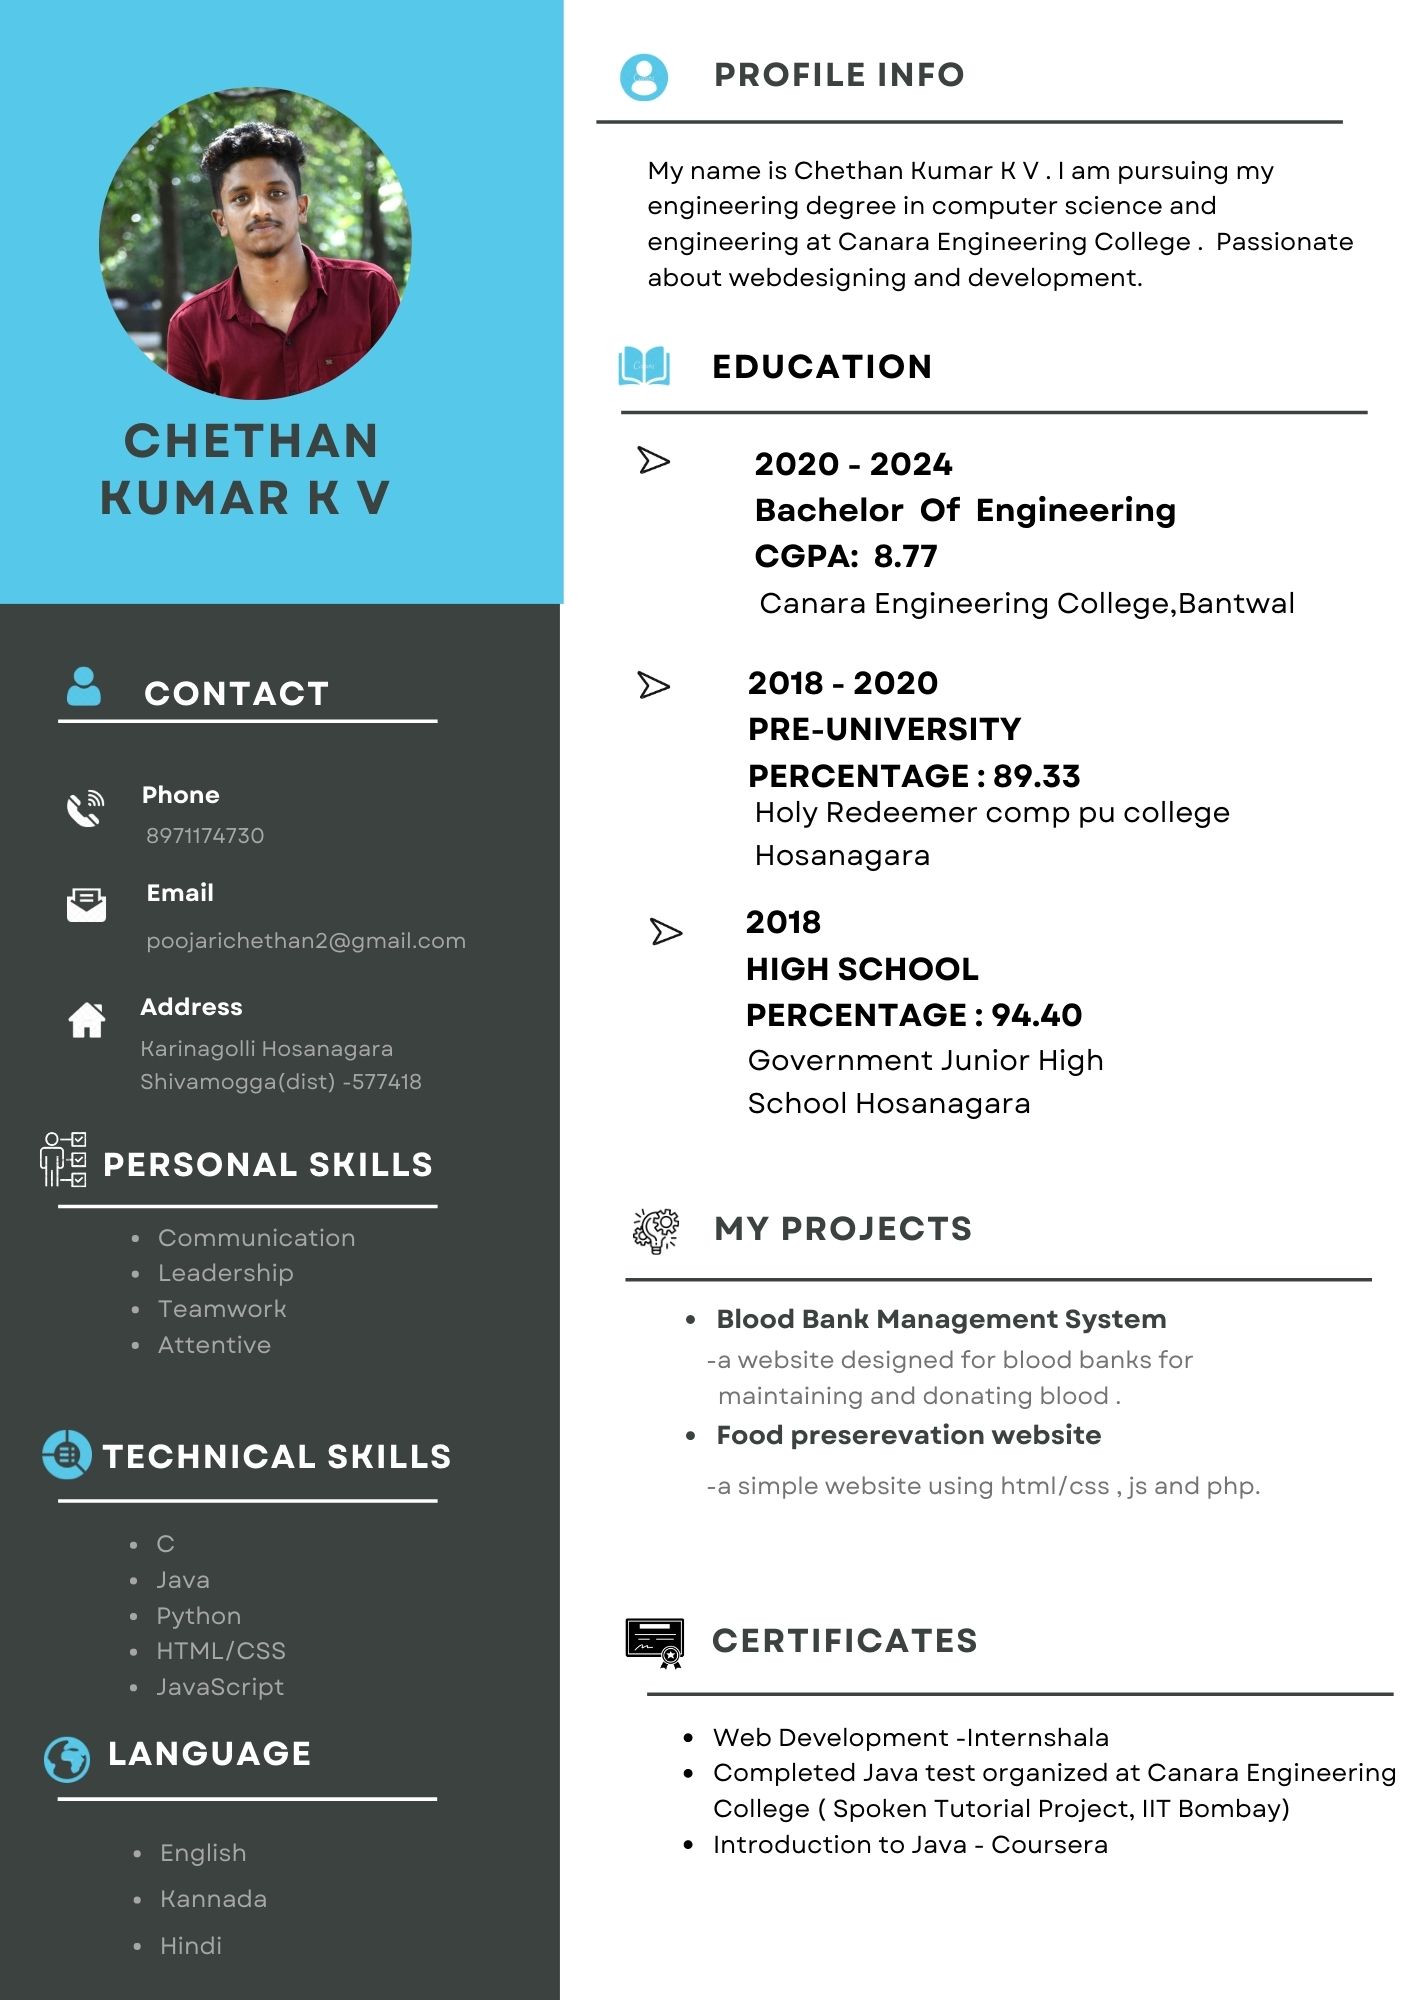 CHETHAN
KUMAR K V
CONTACT
Phone
8971174730
Email
poojarichethan2@gmail.com
Address
Karinagolli Hosanagara
Shivamogga(dist) -577418
PERSONAL SKILLS
• Communication
• Leadership
• Teamwork
• Attentive
TECHNICAL SKILLS
• C
• Java
• Python
• HTML/CSS
• JavaScript
LANGUAGE
• English
• Kannada
• Hindi
PROFILE INFO
My name is Chethan Kumar K V . I am pursuing my
engineering degree in computer science and
engineering at Canara Engineering College .  Passionate
about webdesigning and development.
EDUCATION
2020 - 2024
Bachelor  Of  Engineering
CGPA:  8.77
Canara Engineering College,Bantwal
2018 - 2020
PRE-UNIVERSITY
PERCENTAGE : 89.33
Holy Redeemer comp pu college
Hosanagara
2018
HIGH SCHOOL
PERCENTAGE : 94.40
Government Junior High
School Hosanagara
MY PROJECTS
• Blood Bank Management System
-a website designed for blood banks for
maintaining and donating blood .
• Food preserevation website
-a simple website using html/css , js and php.
CERTIFICATES
• Web Development -Internshala
• Completed Java test organized at Canara Engineering
College ( Spoken Tutorial Project, IIT Bombay)
• Introduction to Java - Coursera